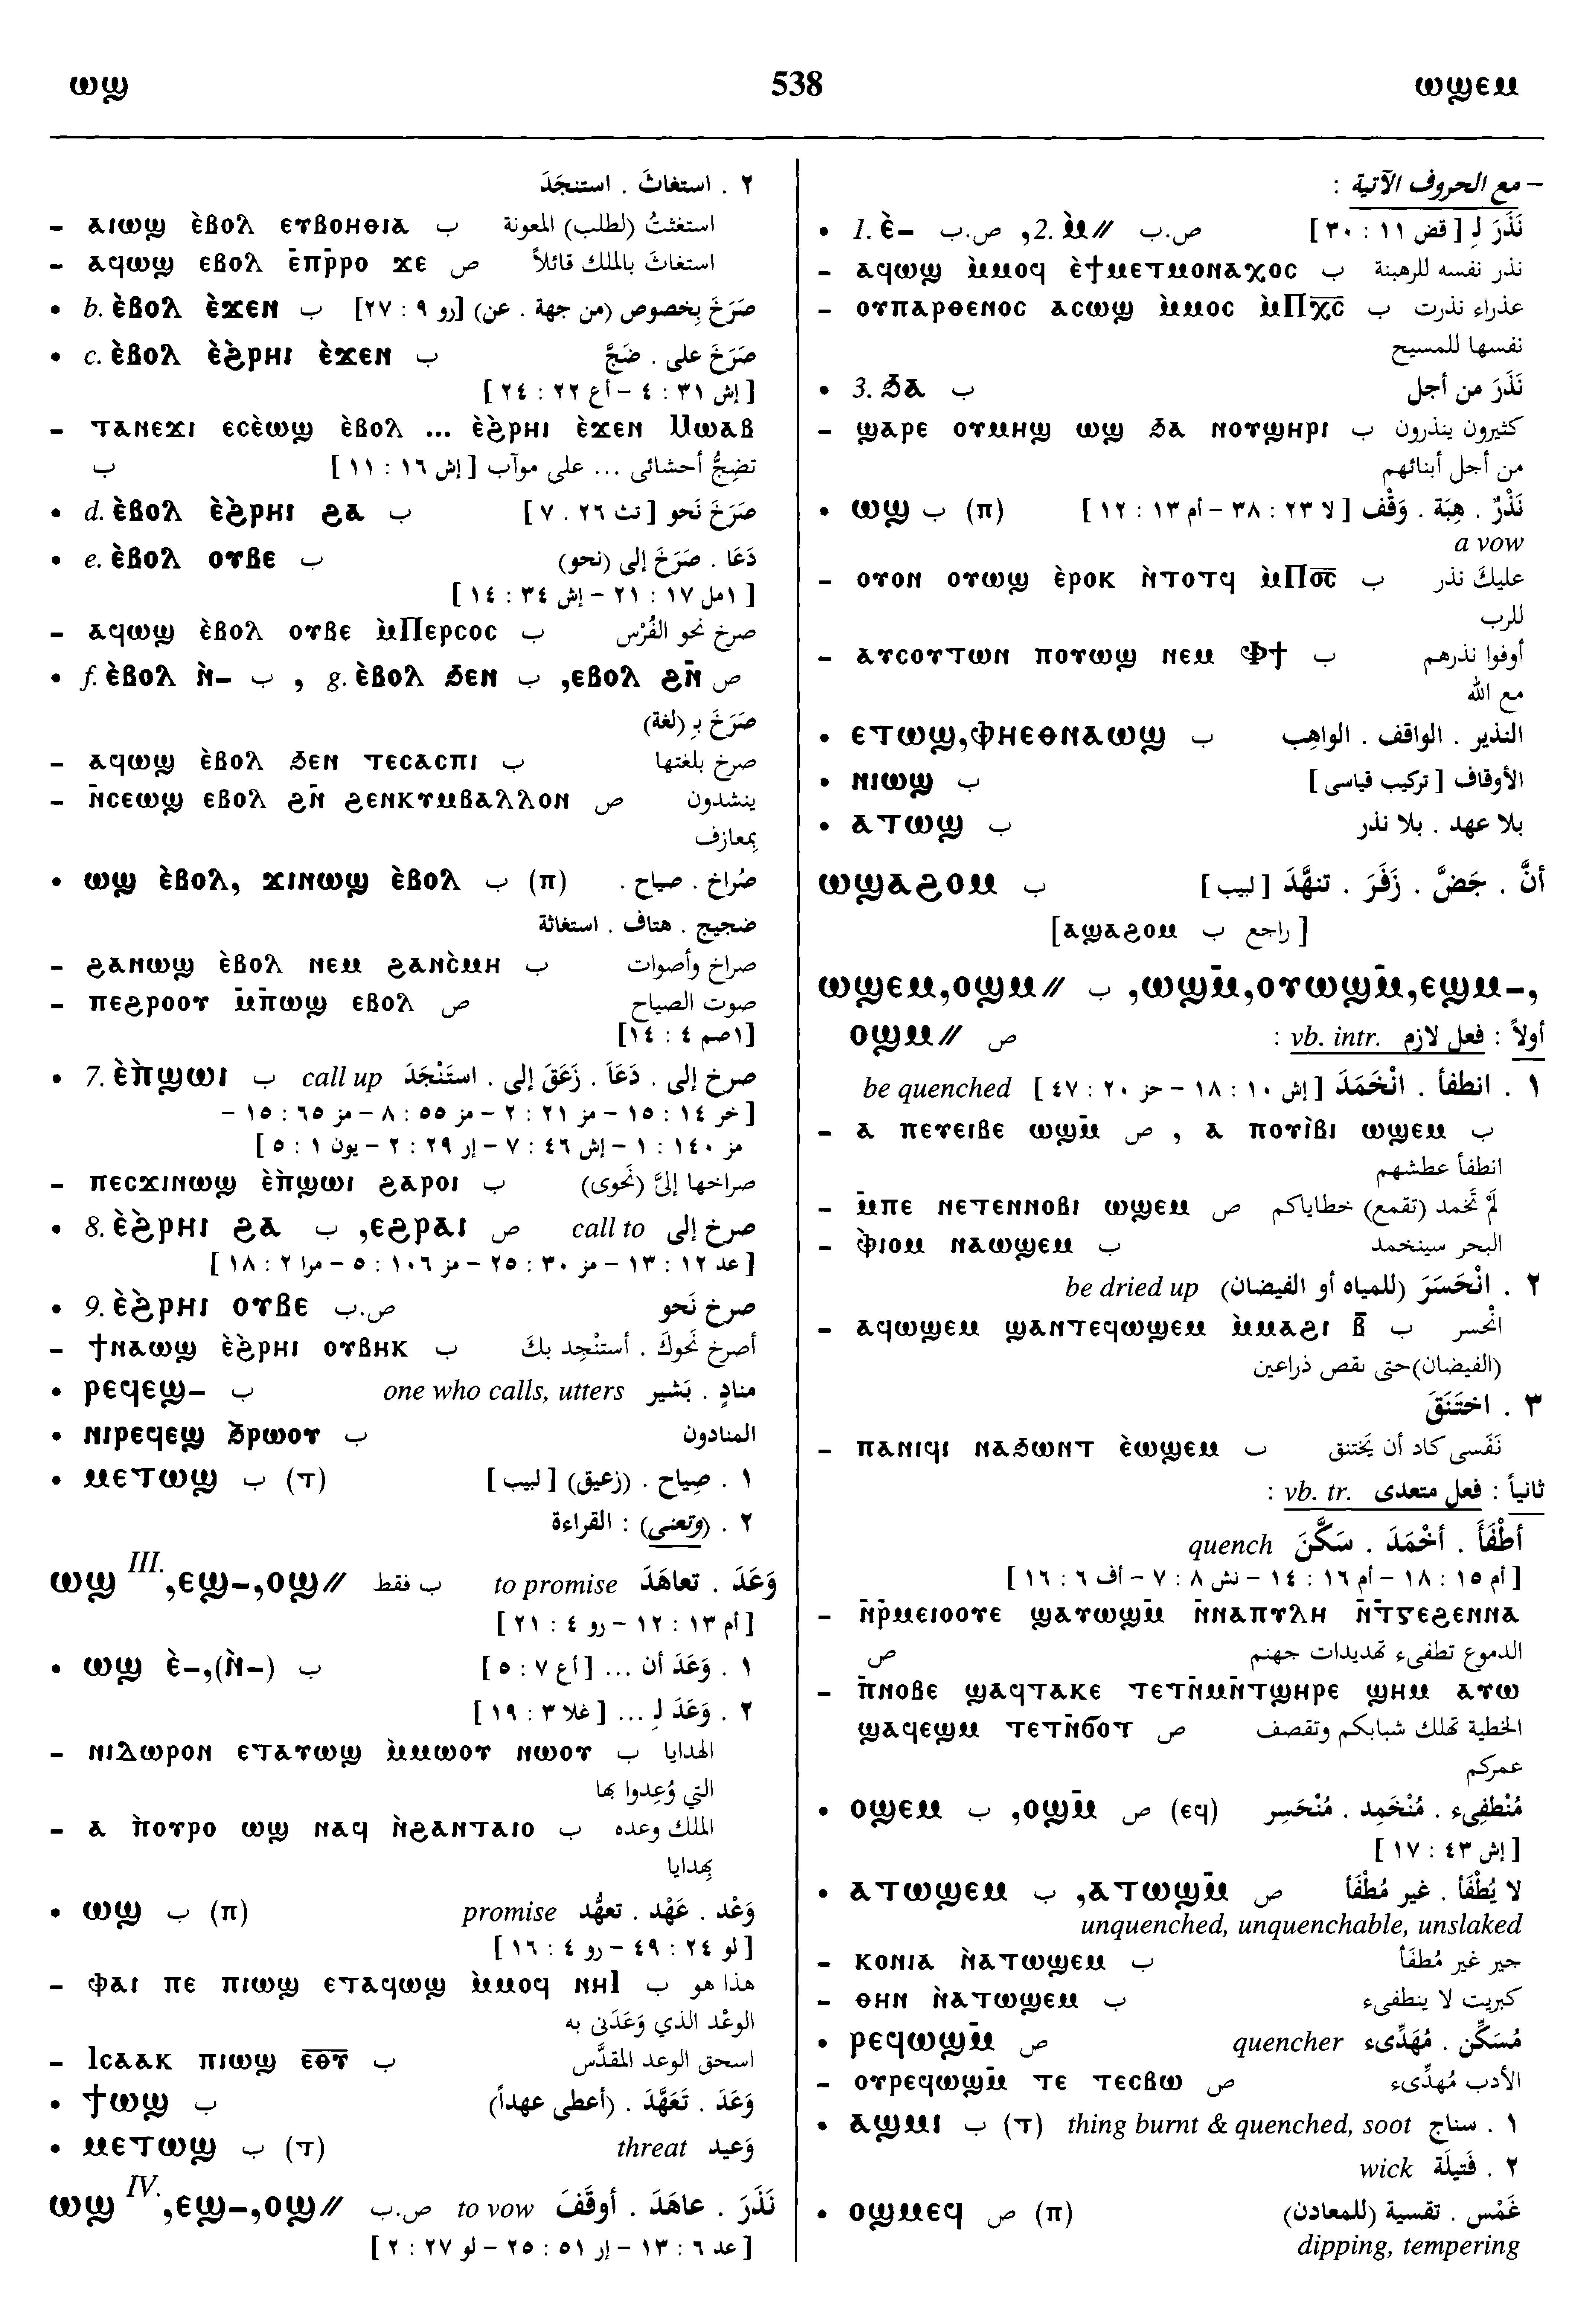 ⲱϣ 538 ⲱϣⲉⲙ
٢ . استغاثَ . استنجَدَ
– ⲁⲓⲱϣ ⲉ̀ⲃⲟⲗ ⲉⲩⲃⲟⲏⲑⲓⲁ ب استغثتُ (لطلب) المعونة
– ⲁϥⲱϣ ⲉⲃⲟⲗ ⲉ̄ⲡⲣ̄ⲣⲟ ϫⲉ ص استغاثَ بالملك قائلاً
• b. ⲉ̀ⲃⲟⲗ ⲉ̀ϫⲉⲛ ب صَرَخَ بِخصوص (من جهة . عن) [رو ٩ : ٢٧]
• c. ⲉ̀ⲃⲟⲗ ⲉ̀ϩ̀ⲣⲏⲓ ⲉ̀ϫⲉⲛ ب صَرَخَ على . ضَجَّ
[إش ٣١ : ٤ – أع ٢٢ : ٢٤]
– ⲧⲁⲛⲉϫⲓ ⲉⲥⲉ̀ⲱϣ ⲉ̀ⲃⲟⲗ ... ⲉ̀ϩ̀ⲣⲏⲓ ⲉ̀ϫⲉⲛ Ⲙⲱⲁⲃ
ب تضِجُّ أحشائى ... على موآب [إش ١٦ : ١١]
• d. ⲉ̀ⲃⲟⲗ ⲉ̀ϩ̀ⲣⲏⲓ ϩⲁ ب صَرَخَ نحو [تث ٢٦ . ٧]
• e. ⲉ̀ⲃⲟⲗ ⲟⲩⲃⲉ ب دَعَا . صَرَخَ إلى (نحو)
[١مل ١٧ : ٢١ – إش ٣٤ : ١٤]
– ⲁϥⲱϣ ⲉ̀ⲃⲟⲗ ⲟⲩⲃⲉ ⲙ̀Ⲡⲉⲣⲥⲟⲥ ب صرخ نحو الفُرْس
• f. ⲉ̀ⲃⲟⲗ ⲛ̀– ب , g. ⲉ̀ⲃⲟⲗ ϧⲉⲛ ب ,ⲉⲃⲟⲗ ϩⲛ̄ ص
صَرَخَ بِـ (لغة)
– ⲁϥⲱϣ ⲉ̀ⲃⲟⲗ ϧⲉⲛ ⲧⲉⲥⲁⲥⲡⲓ ب صرخ بلغتها
– ⲛ̄ⲥⲉⲱϣ ⲉⲃⲟⲗ ϩⲛ̄ ϩⲉⲛⲕⲩⲙⲃⲁⲗⲗⲟⲛ ص ينشدون
بِمعازف
• ⲱϣ ⲉ̀ⲃⲟⲗ, ϫⲓⲛⲱϣ ⲉ̀ⲃⲟⲗ ب (ⲡ) صُراخ . صياح .
ضجيج . هتاف . استغاثة
– ϩⲁⲛⲱϣ ⲉ̀ⲃⲟⲗ ⲛⲉⲙ ϩⲁⲛⲥ̀ⲙⲏ ب صراخ وأصوات
– ⲡⲉϩⲣⲟⲟⲩ ⲙ̄ⲡ̄ⲱϣ ⲉⲃⲟⲗ ص صوت الصياح
[١صم ٤ : ١٤]
• 7. ⲉ̀ⲡ̀ϣⲱⲓ ب call up صرخ إلى . دَعَا . زَعَقَ إلى . استَنْجَدَ
[خر ١٤ : ١٥ – مز ٢١ : ٢ – مز ٥٥ : ٨ – مز ٦٥ : ١٥ –
مز ١٤٠ : ١ – إش ٤٦ : ٧ – إر ٢٩ : ٢ – يون ١ : ٥]
– ⲡⲉⲥϫⲓⲛⲱϣ ⲉ̀ⲡ̀ϣⲱⲓ ϩⲁⲣⲟⲓ ب صراخها إلىَّ (نَحوى)
• 8. ⲉ̀ϩ̀ⲣⲏⲓ ϩⲁ ب ,ⲉϩⲣⲁⲓ ص call to صرخ إلى
[عد ١٢ : ١٣ – مز ٣٠ : ٢٥ – مز ١٠٦ : ٥ – مرا ٢ : ١٨]
• 9. ⲉ̀ϩ̀ⲣⲏⲓ ⲟⲩⲃⲉ ص.ب صرخ نَحو
– ϯⲛⲁⲱϣ ⲉ̀ϩ̀ⲣⲏⲓ ⲟⲩⲃⲏⲕ ب أصرخ نَحوكَ . أستنْجِد بكَ
• ⲣⲉϥⲉϣ– ب one who calls, utters منادٍ . بَشير
• ⲛⲓⲣⲉϥⲉϣ ϧ̀ⲣⲱⲟⲩ ب المنادون
• ⲙⲉⲧⲱϣ ب (ⲧ) ١ . صِياح . (زعيق) [لبيب]
٢ . (وتعنى) : القراءة
ⲱϣ III. ,ⲉϣ–,ⲟϣ// ب فقط to promise وَعَدَ . تعاهَدَ
[أم ١٣ : ١٢ – رو ٤ : ٢١]
• ⲱϣ ⲉ̀–,(ⲛ̀–) ب ١ . وَعَدَ أن ... [أع ٧ : ٥]
٢ . وَعَدَ لِـ ... [غلا ٣ : ١٩]
– ⲛⲓⲇⲱⲣⲟⲛ ⲉⲧⲁⲩⲱϣ ⲙ̀ⲙⲱⲟⲩ ⲛⲱⲟⲩ ب الهدايا
التي وُعِدوا بها
– ⲁ ⲡ̀ⲟⲩⲣⲟ ⲱϣ ⲛⲁϥ ⲛ̀ϩⲁⲛⲧⲁⲓⲟ ب الملك وعده
بِهدايا
• ⲱϣ ب (ⲡ) promise وَعْد . عَهْد . تعهُّد
[لو ٢٤ : ٤٩ – رو ٤ : ١٦]
– ⲫⲁⲓ ⲡⲉ ⲡⲓⲱϣ ⲉⲧⲁϥⲱϣ ⲙ̀ⲙⲟϥ ⲛⲏⲓ ب هذا هو
الوعْد الذي وَعَدَنى به
– Ⲓⲥⲁⲁⲕ ⲡⲓⲱϣ ⲉ̅ⲑ̅ⲩ̅ ب اسحق الوعد المقدَّس
• ϯⲱϣ ب وَعَدَ . تَعَهَّدَ . (أعطى عهداً)
• ⲙⲉⲧⲱϣ ب (ⲧ) threat وَعيد
ⲱϣ IV. ,ⲉϣ–,ⲟϣ// ص.ب to vow نَذَرَ . عاهَدَ . أوقَفَ
[عد ٦ : ١٣ – إر ٥١ : ٢٥ – لو ٢٧ : ٢]
– مع الحروف الآتية :
• 1. ⲉ̀– ص.ب ,2. ⲙ̀// ص.ب نَذَرَ لِـ [قض ١١ : ٣٠]
– ⲁϥⲱϣ ⲙ̀ⲙⲟϥ ⲉ̀ϯⲙⲉⲧⲙⲟⲛⲁⲭⲟⲥ ب نذر نفسه للرهبنة
– ⲟⲩⲡⲁⲣⲑⲉⲛⲟⲥ ⲁⲥⲱϣ ⲙ̀ⲙⲟⲥ ⲙ̀Ⲡⲭ̅ⲥ̅ ب عذراء نذرت
نفسها للمسيح
• 3. ϧⲁ ب نَذَرَ من أجل
– ϣⲁⲣⲉ ⲟⲩⲙⲏϣ ⲱϣ ϧⲁ ⲛⲟⲩϣⲏⲣⲓ ب كثيرون ينذرون
من أجل أبنائهم
• ⲱϣ ب (ⲡ) نَذْرٌ . هِبَة . وَقْف [لا ٢٣ : ٣٨ – أم ١٣ : ١٢]
a vow
– ⲟⲩⲟⲛ ⲟⲩⲱϣ ⲉ̀ⲣⲟⲕ ⲛ̀ⲧⲟⲧϥ ⲙ̀Ⲡⲟ̅ⲥ̅ ب عليكَ نذر
للرب
– ⲁⲩⲥⲟⲩⲧⲱⲛ ⲡⲟⲩⲱϣ ⲛⲉⲙ Ⲫϯ ب أوفوا نذرهم
مع الله
• ⲉⲧⲱϣ,ⲫⲏⲉⲑⲛⲁⲱϣ ب النذير . الواقف . الواهِب
• ⲛⲓⲱϣ ب الأوقاف [تركيب قياسى]
• ⲁⲧⲱϣ ب بلا عهد . بلا نذر
ⲱϣⲁϩⲟⲙ ب أنَّ . جَضَّ . زَفَرَ . تنهَّدَ [لبيب]
[راجع ب ⲁϣⲁϩⲟⲙ]
ⲱϣⲉⲙ,ⲟϣⲙ// ب ,ⲱϣⲙ̄,ⲟⲩⲱϣⲙ̄,ⲉϣⲙ–,
ⲟϣⲙ// ص أولاً : فعل لازم vb. intr. :
١ . انطفأ . انْخَمَدَ [إش ١٠ : ١٨ – حز ٢٠ : ٤٧] be quenched
– ⲁ ⲡⲉⲩⲉⲓⲃⲉ ⲱϣⲙ̄ ص , ⲁ ⲡⲟⲩⲓ̀ⲃⲓ ⲱϣⲉⲙ ب
انطفأ عطشهم
– ⲙ̄ⲡⲉ ⲛⲉⲧⲉⲛⲛⲟⲃⲓ ⲱϣⲉⲙ ص لَمْ تَخمد (تقمع) خطاياكم
– ⲫ̀ⲓⲟⲙ ⲛⲁⲱϣⲉⲙ ب البحر سينخمد
٢ . انْحَسَرَ (للمياه أو الفيضان) be dried up
– ⲁϥⲱϣⲉⲙ ϣⲁⲛⲧⲉϥⲱϣⲉⲙ ⲙ̀ⲙⲁϩⲓ ⲃ̅ ب انْحسر
(الفيضان) حتى نقص ذراعين
٣ . اختَنَقَ
– ⲡⲁⲛⲓϥⲓ ⲛⲁϧⲱⲛⲧ ⲉ̀ⲱϣⲉⲙ ب نَفَسى كاد أن يَختنق
ثانياً : فعل متعدى vb. tr. :
أطْفَأَ . أخْمَدَ . سَكَّنَ quench
[أم ١٥ : ١٨ – أم ١٦ : ١٤ – نش ٨ : ٧ – أف ٦ : ١٦]
– ⲛ̄ⲣ̄ⲙⲉⲓⲟⲟⲩⲉ ϣⲁⲩⲱϣⲙ̄ ⲛ̄ⲛⲁⲡⲩⲗⲏ ⲛ̄ⲧⲅⲉϩⲉⲛⲛⲁ
ص الدموع تطفىء تهديدات جهنم
– ⲡ̄ⲛⲟⲃⲉ ϣⲁϥⲧⲁⲕⲉ ⲧⲉⲧⲛ̄ⲙⲛ̄ⲧϣⲏⲣⲉ ϣⲏⲙ ⲁⲩⲱ
ϣⲁϥⲉϣⲙ ⲧⲉⲧⲛ̄ϭⲟⲧ ص الخطية تهلك شبابكم وتقصف
عمركم
• ⲟϣⲉⲙ ب ,ⲟϣⲙ̄ ص (ⲉϥ) مُنْطفِىء . مُنْخَمِد . مُنْحَسِر
[إش ٤٣ : ١٧]
• ⲁⲧⲱϣⲉⲙ ب ,ⲁⲧⲱϣⲙ̄ ص لا يُطْفَأ . غير مُطْفَأ
unquenched, unquenchable, unslaked
– ⲕⲟⲛⲓⲁ ⲛ̀ⲁⲧⲱϣⲉⲙ ب جير غير مُطفَأ
– ⲑⲏⲛ ⲛ̀ⲁⲧⲱϣⲉⲙ ب كبريت لا ينطفىء
• ⲣⲉϥⲱϣⲙ̄ ص quencher مُسَكِّن . مُهَدِّىء
– ⲟⲩⲣⲉϥⲱϣⲙ̄ ⲧⲉ ⲧⲉⲥⲃⲱ ص الأدب مُهدِّىء
• ⲁϣⲙⲓ ب (ⲧ) thing burnt & quenched, soot ١ . سناج
٢ . فَتيلَة wick
• ⲟϣⲙⲉϥ ص (ⲡ) غَمْس . تقسية (للمعادن)
dipping, tempering